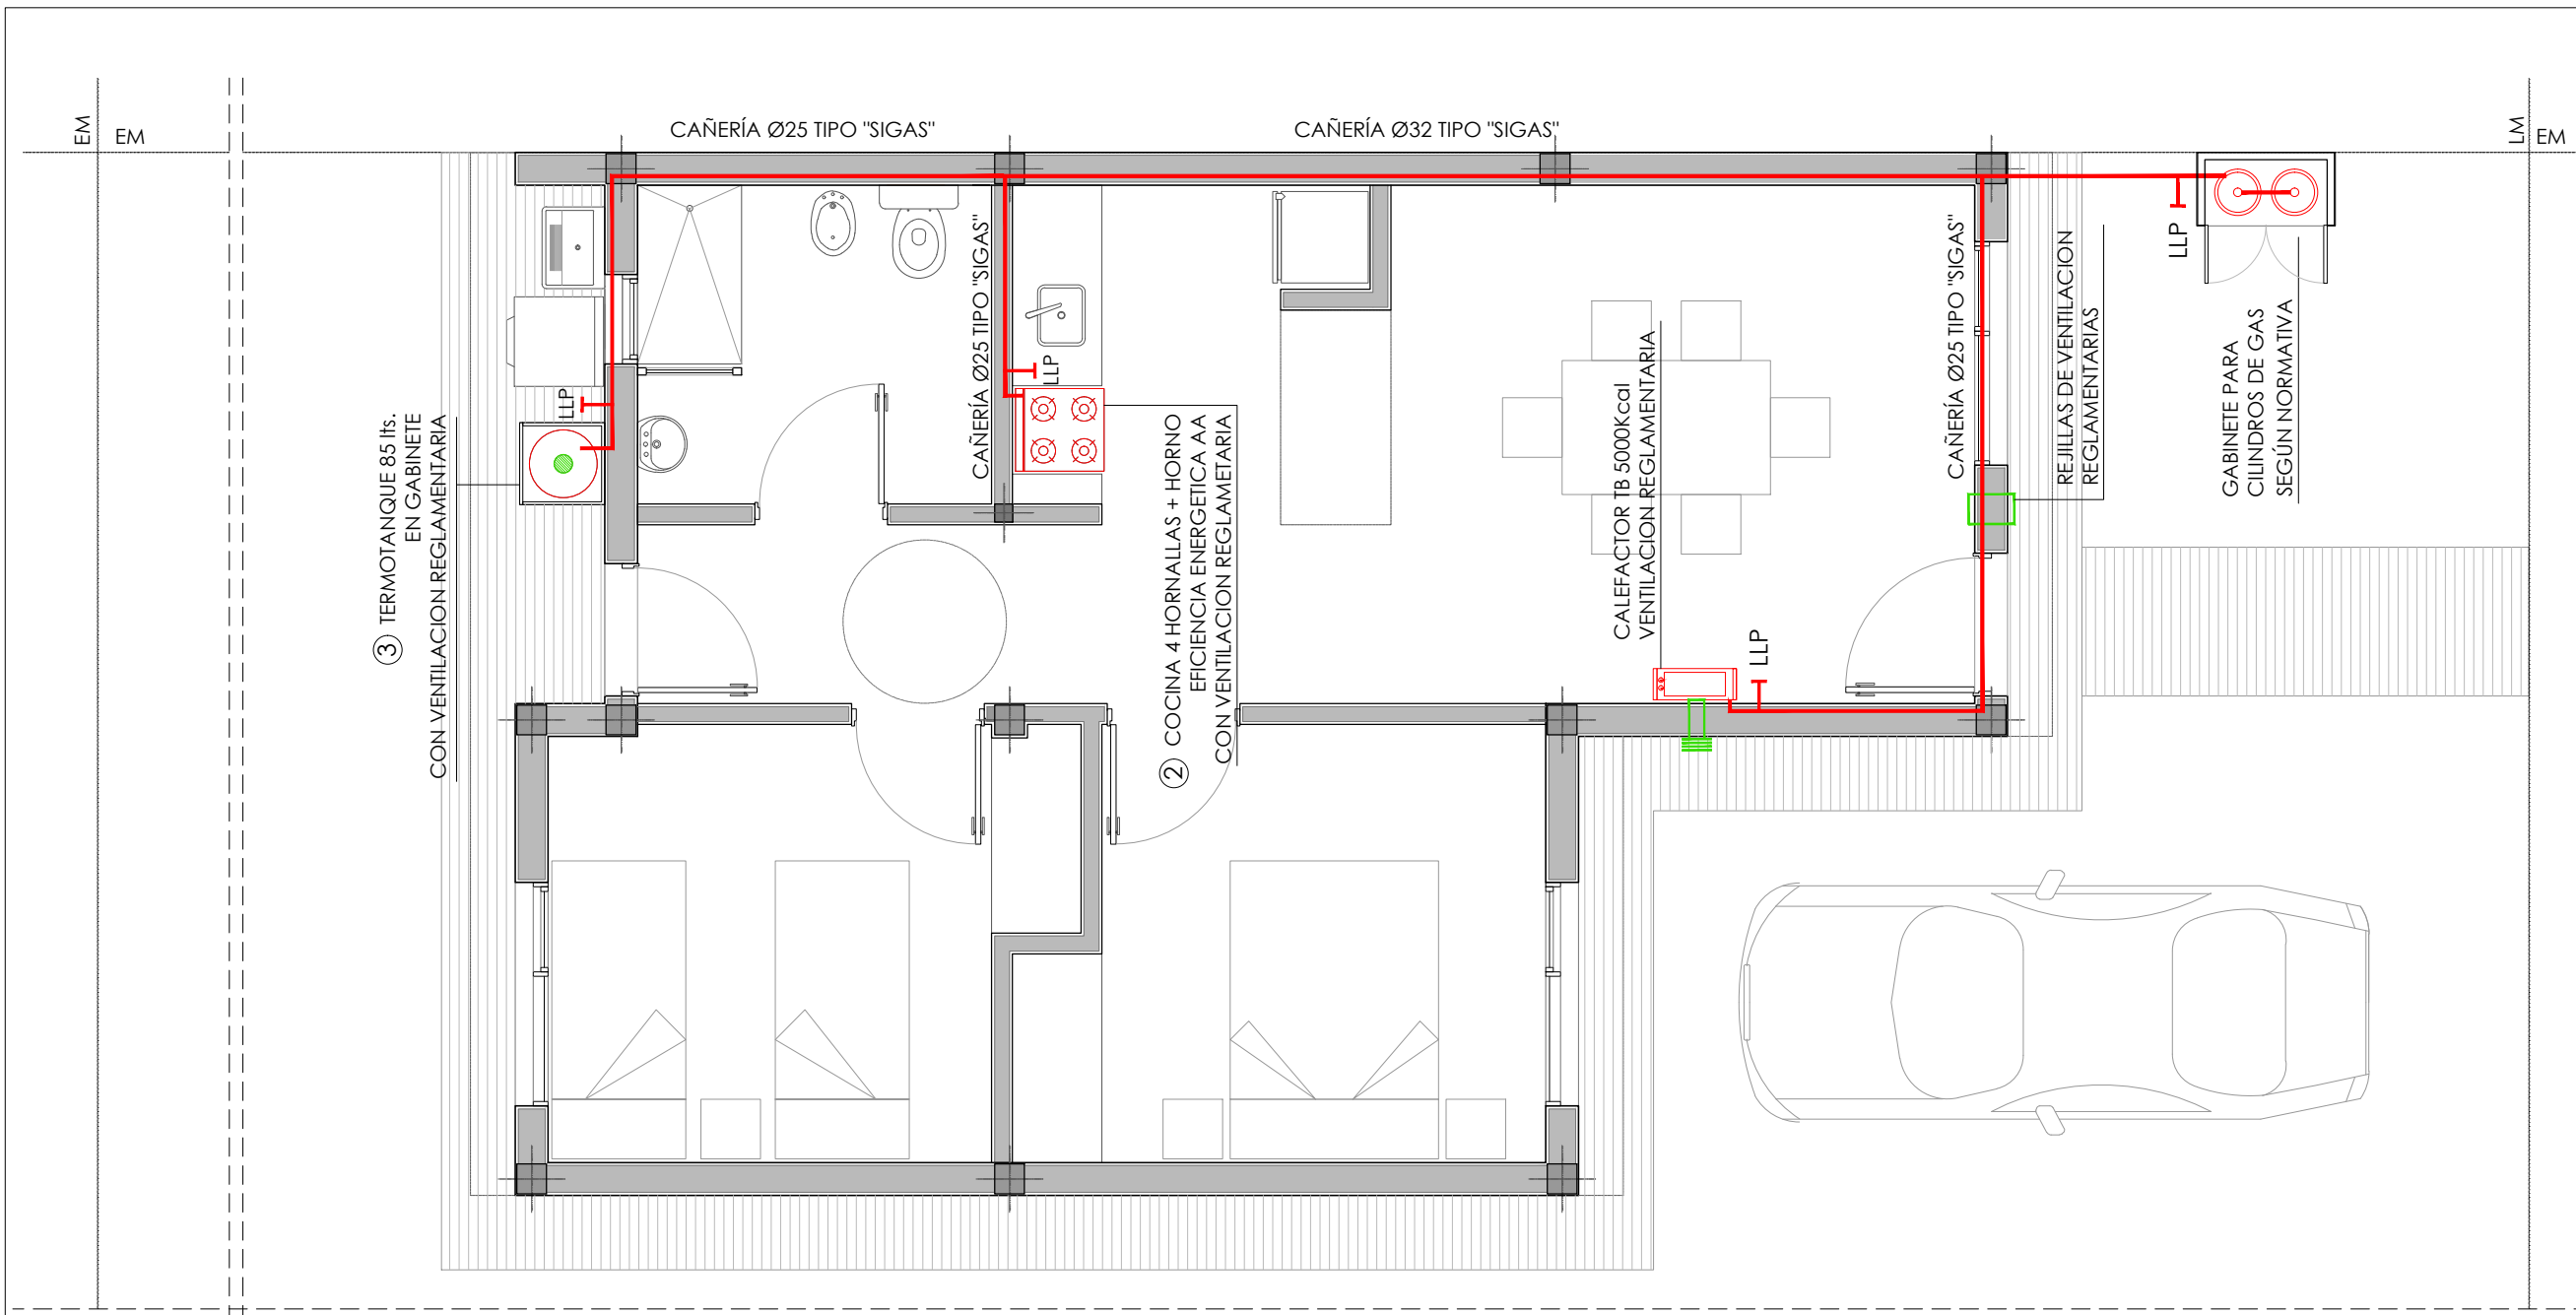 EM
EM
CAÑERÍA Ø25 TIPO "SIGAS"
CAÑERÍA Ø32 TIPO "SIGAS"
LM
EM
LLP
GABINETE PARA
CILINDROS DE GAS
SEGÚN NORMATIVA
REJILLAS DE VENTILACION
REGLAMENTARIAS
CAÑERÍA Ø25 TIPO "SIGAS"
CALEFACTOR TB 5000Kcal
VENTILACION REGLAMENTARIA
LLP
CAÑERÍA Ø25 TIPO "SIGAS"
LLP
2 COCINA 4 HORNALLAS + HORNO
EFICIENCIA ENERGETICA AA
CON VENTILACION REGLAMETARIA
LLP
3 TERMOTANQUE 85 lts.
EN GABINETE
CON VENTILACION REGLAMENTARIA